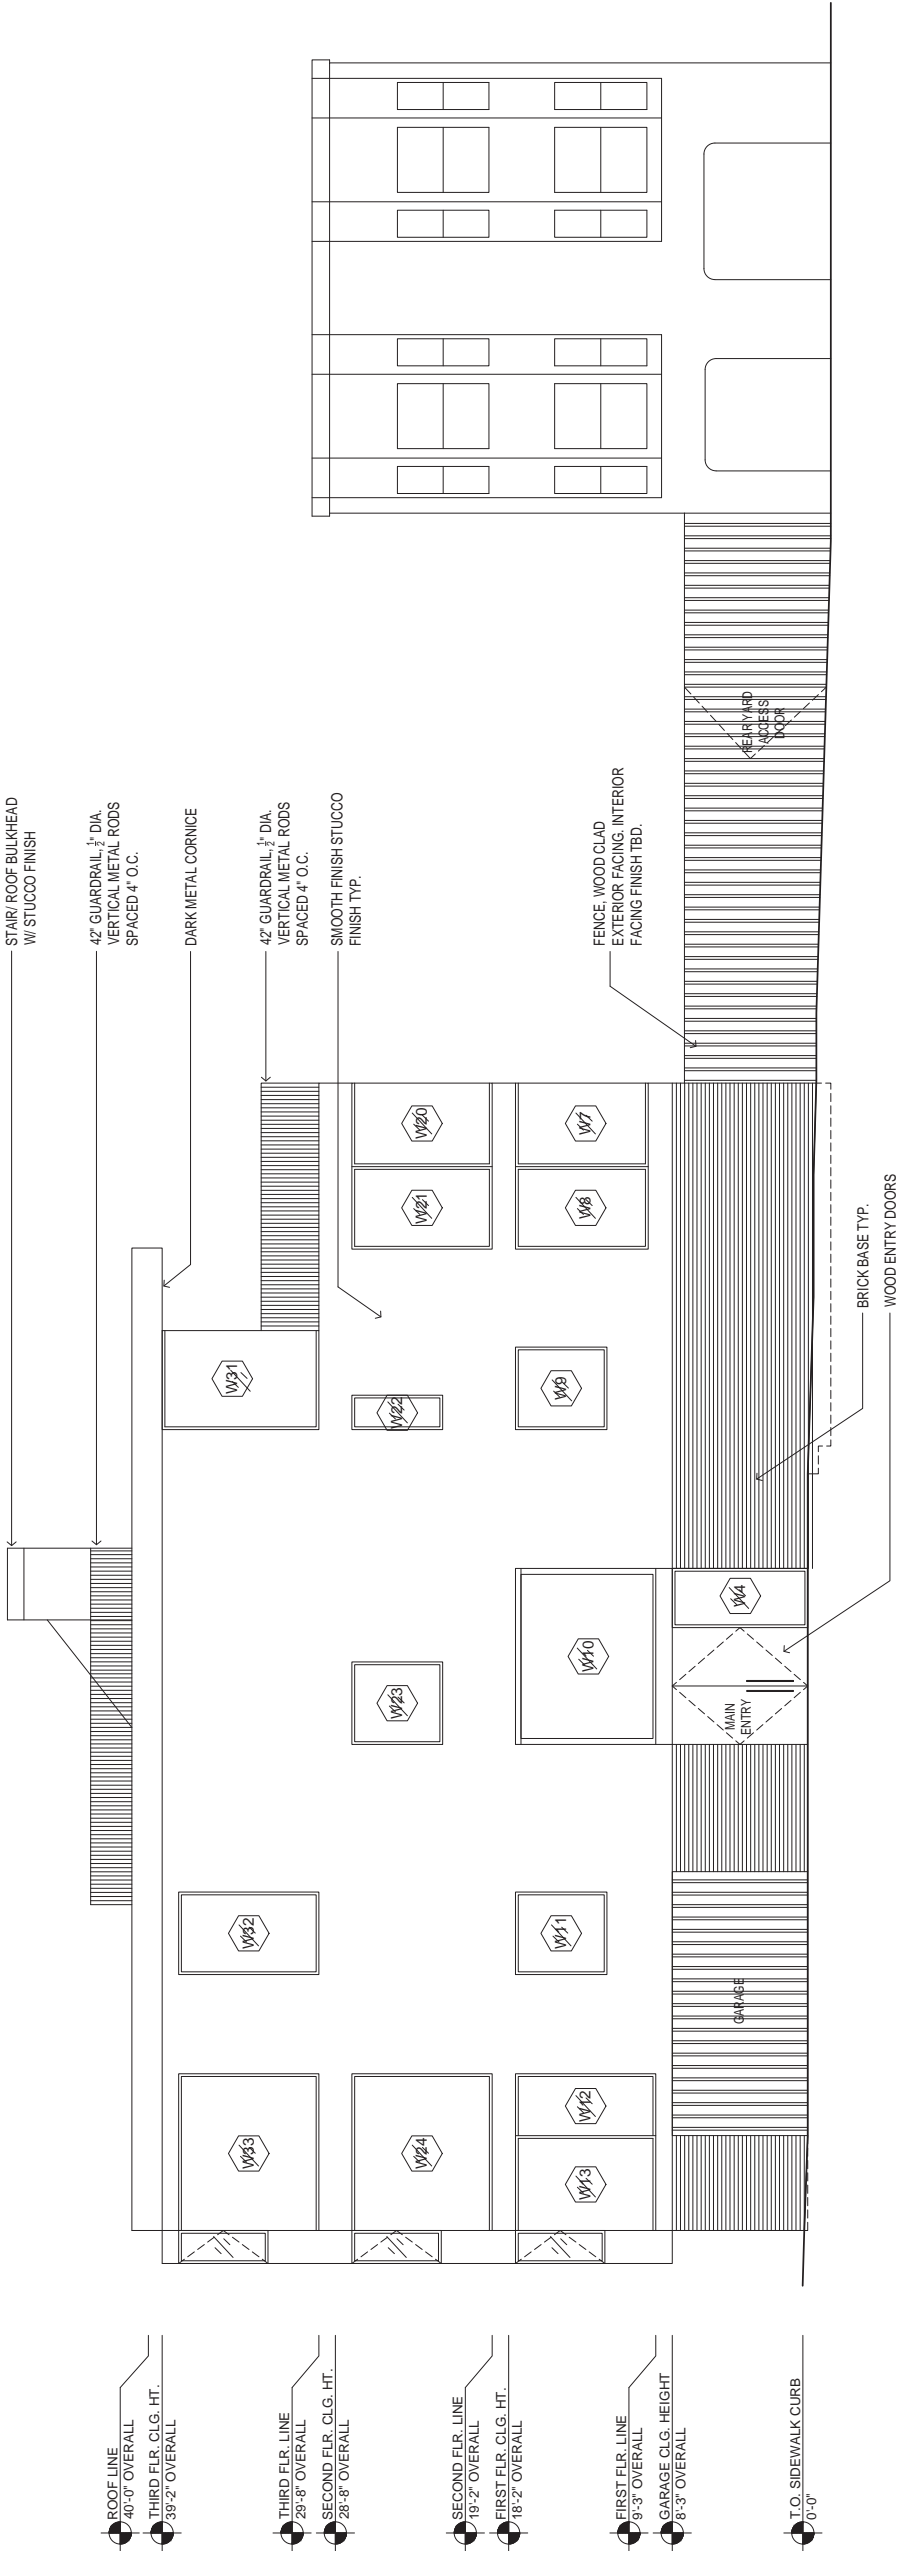 STAIR/ ROOF BULKHEAD
W/ STUCCO FINISH
42" GUARDRAIL, 1/2" DIA.
VERTICAL METAL RODS
SPACED 4" O.C.
DARK METAL CORNICE
42" GUARDRAIL, 1/2" DIA.
VERTICAL METAL RODS
SPACED 4" O.C.
SMOOTH FINISH STUCCO
FINISH TYP.
FENCE, WOOD CLAD
EXTERIOR FACING. INTERIOR
FACING FINISH TBD.
REAR YARD
ACCESS
DOOR
BRICK BASE TYP.
WOOD ENTRY DOORS
W33
W32
W31
W24
W23
W22
W21
W20
W13
W12
W11
W10
W9
W8
W7
GARAGE
MAIN
ENTRY
W4
ROOF LINE
40'-0" OVERALL
THIRD FLR. CLG. HT.
39'-2" OVERALL
THIRD FLR. LINE
29'-8" OVERALL
SECOND FLR. CLG. HT.
28'-8" OVERALL
SECOND FLR. LINE
19'-2" OVERALL
FIRST FLR. CLG. HT.
18'-2" OVERALL
FIRST FLR. LINE
9'-3" OVERALL
GARAGE CLG. HEIGHT
8'-3" OVERALL
T.O. SIDEWALK CURB
0'-0"